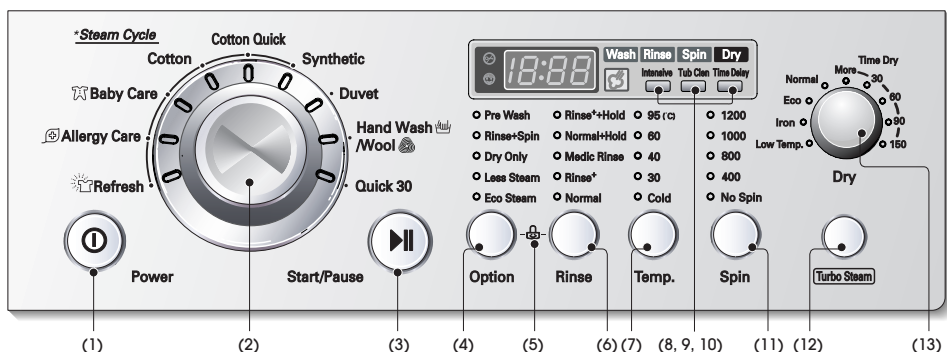 *Steam Cycle
Cotton Quick
Cotton
Synthetic
Baby Care
Duvet
Allergy Care
Hand Wash
/Wool
Refresh
Quick 30
Power
Start/Pause
18:88
Wash Rinse Spin Dry
Intensive Tub Clen Time Delay
Pre Wash
Rinse+Spin
Dry Only
Less Steam
Eco Steam
Option
Rinse⁺+Hold
Normal+Hold
Medic Rinse
Rinse⁺
Normal
Rinse
95 (°C)
60
40
30
Cold
Temp.
1200
1000
800
400
No Spin
Spin
Time Dry
More
30
Normal
60
Eco
90
Iron
150
Low Temp.
Dry
Turbo Steam
(1) (2) (3) (4) (5) (6) (7) (8, 9, 10) (11) (12) (13)